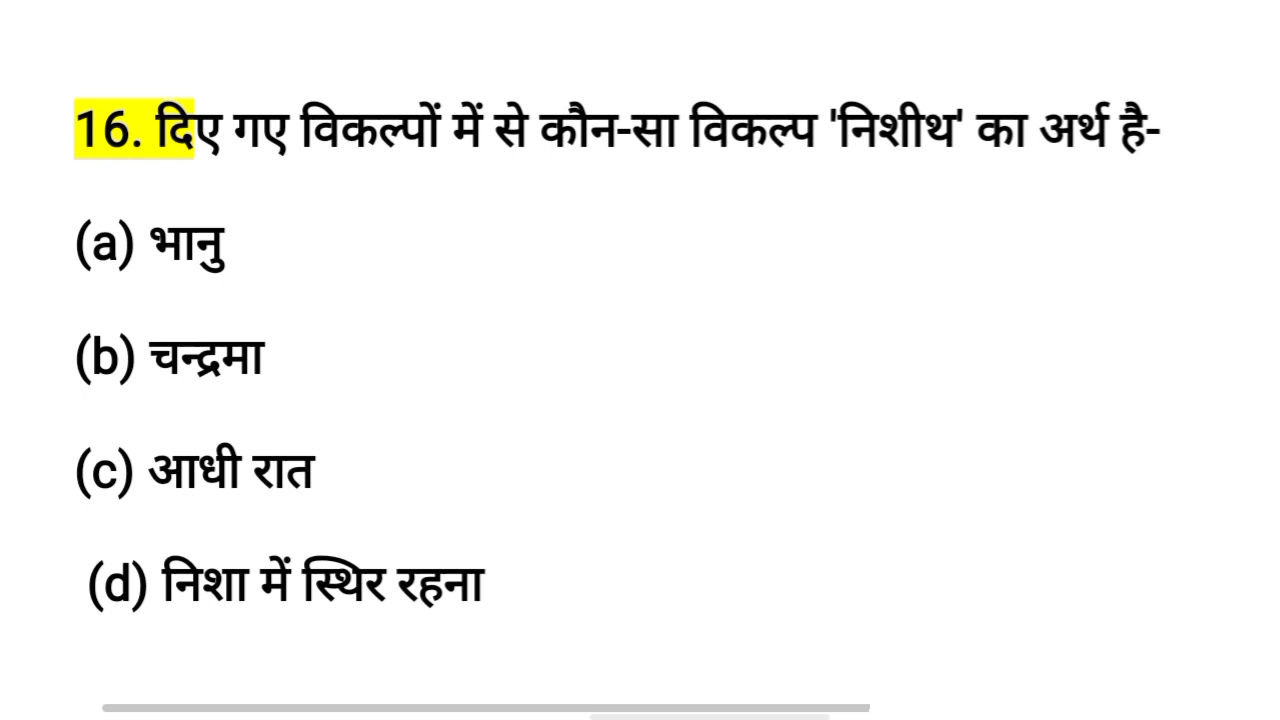 16. दिए गए विकल्पों में से कौन-सा विकल्प 'निशीथ' का अर्थ है-
(a) भानु
(b) चन्द्रमा
(c) आधी रात
(d) निशा में स्थिर रहना